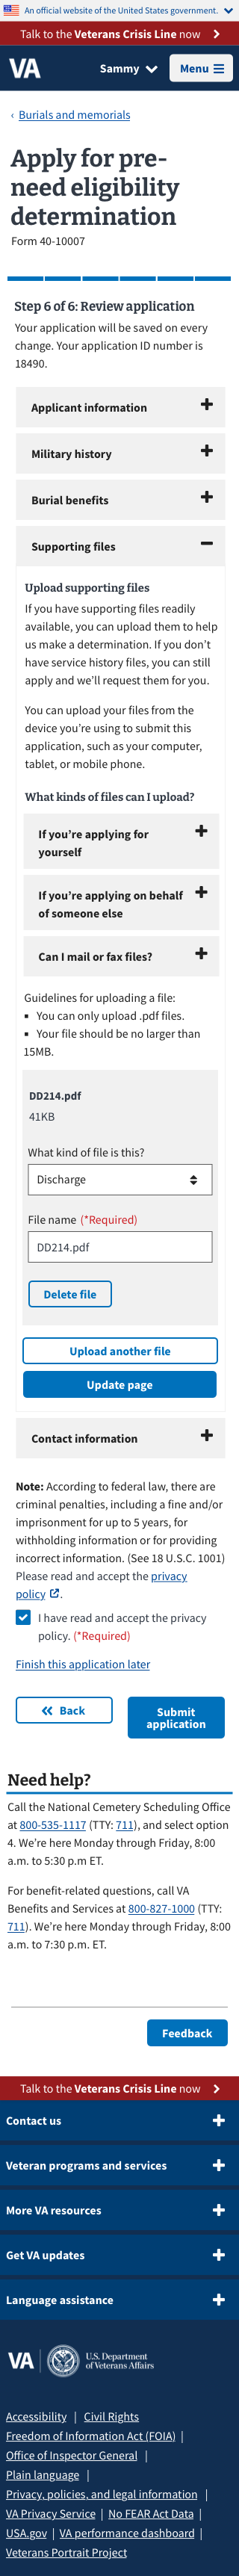 An official website of the United States government.
Talk to the Veterans Crisis Line now
VA
Sammy
Menu
‹ Burials and memorials
Apply for pre-
need eligibility
determination
Form 40-10007
Step 6 of 6: Review application
Your application will be saved on every
change. Your application ID number is
18490.
Applicant information
Military history
Burial benefits
Supporting files
Upload supporting files
If you have supporting files readily
available, you can upload them to help
us make a determination. If you don’t
have service history files, you can still
apply and we’ll request them for you.
You can upload your files from the
device you’re using to submit this
application, such as your computer,
tablet, or mobile phone.
What kinds of files can I upload?
If you’re applying for
yourself
If you’re applying on behalf
of someone else
Can I mail or fax files?
Guidelines for uploading a file:
▪ You can only upload .pdf files.
▪ Your file should be no larger than
15MB.
DD214.pdf
41KB
What kind of file is this?
Discharge
File name (*Required)
DD214.pdf
Delete file
Upload another file
Update page
Contact information
Note: According to federal law, there are
criminal penalties, including a fine and/or
imprisonment for up to 5 years, for
withholding information or for providing
incorrect information. (See 18 U.S.C. 1001)
Please read and accept the privacy
policy .
I have read and accept the privacy
policy. (*Required)
Finish this application later
« Back
Submit
application
Need help?
Call the National Cemetery Scheduling Office
at 800-535-1117 (TTY: 711), and select option
4. We’re here Monday through Friday, 8:00
a.m. to 5:30 p.m ET.
For benefit-related questions, call VA
Benefits and Services at 800-827-1000 (TTY:
711). We’re here Monday through Friday, 8:00
a.m. to 7:30 p.m. ET.
Feedback
Talk to the Veterans Crisis Line now
Contact us
Veteran programs and services
More VA resources
Get VA updates
Language assistance
VA | U.S. Department
of Veterans Affairs
Accessibility | Civil Rights
Freedom of Information Act (FOIA) |
Office of Inspector General |
Plain language |
Privacy, policies, and legal information |
VA Privacy Service | No FEAR Act Data |
USA.gov | VA performance dashboard |
Veterans Portrait Project